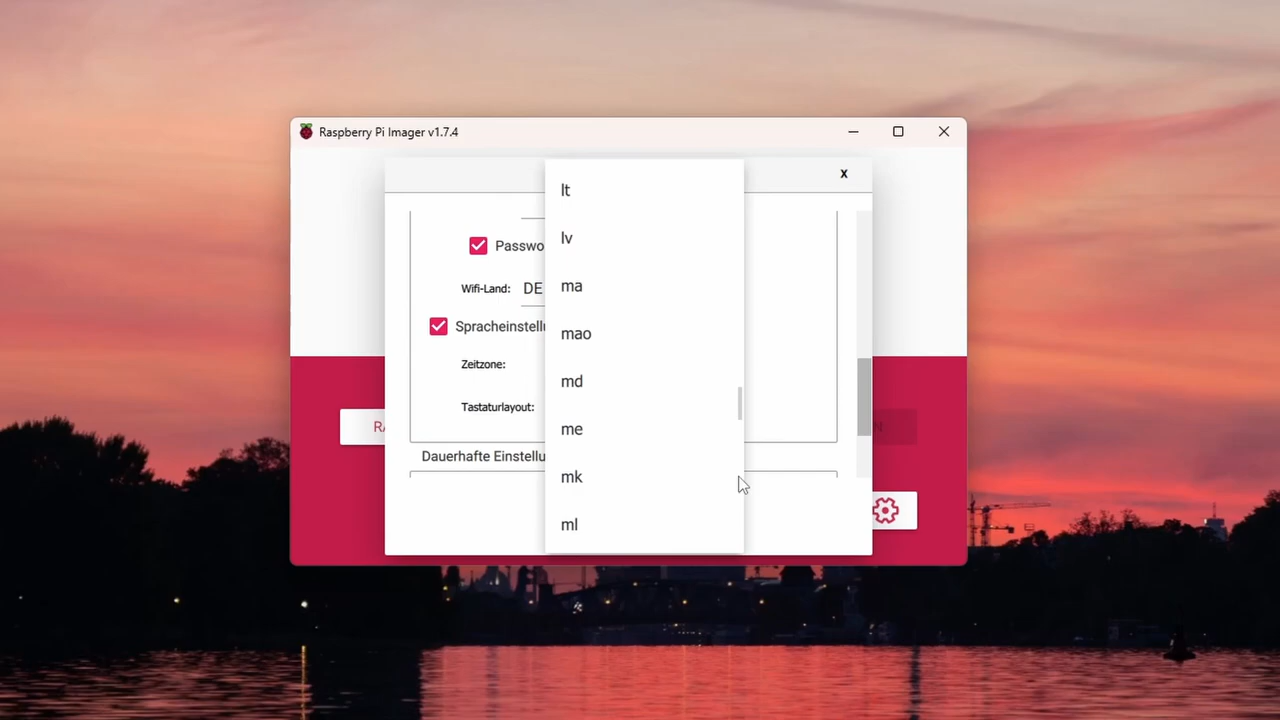 Raspberry Pi Imager v1.7.4
x
lt
lv
Passwo
ma
Wifi-Land: DE
Spracheinstellu
mao
Zeitzone:
md
Tastaturlayout:
me
RA
N
Dauerhafte Einstellu
mk
ml